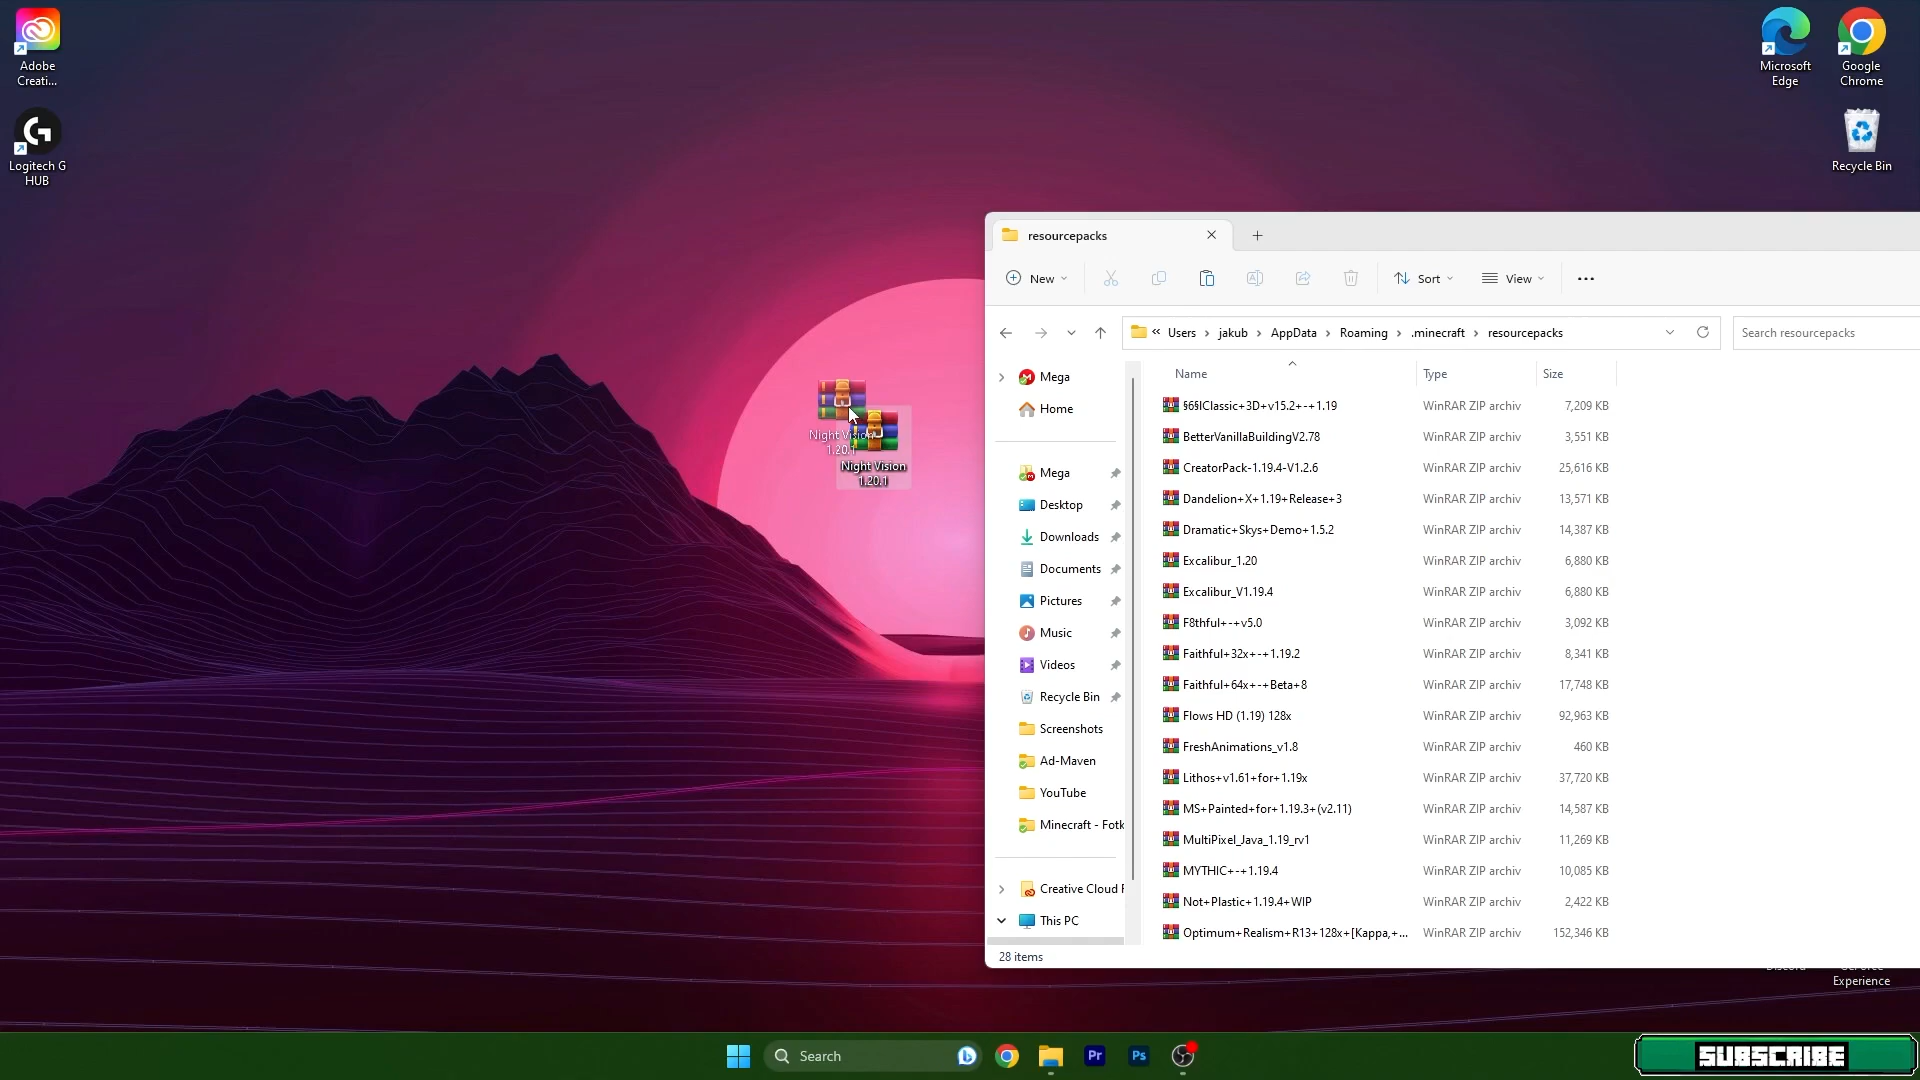 Adobe
Creati...
Logitech G
HUB
Microsoft
Edge
Google
Chrome
Recycle Bin
Night Vision
1.20.1
Night Vision
1.20.1
resourcepacks
New
Sort
View
Users
jakub
AppData
Roaming
.minecraft
resourcepacks
Search resourcepacks
Mega
Home
Mega
Desktop
Downloads
Documents
Pictures
Music
Videos
Recycle Bin
Screenshots
Ad-Maven
YouTube
Minecraft - Fotk
Creative Cloud F
This PC
Name Type Size
§6§lClassic+3D+v15.2+-+1.19 WinRAR ZIP archiv 7,209 KB
BetterVanillaBuildingV2.78 WinRAR ZIP archiv 3,551 KB
CreatorPack-1.19.4-V1.2.6 WinRAR ZIP archiv 25,616 KB
Dandelion+X+1.19+Release+3 WinRAR ZIP archiv 13,571 KB
Dramatic+Skys+Demo+1.5.2 WinRAR ZIP archiv 14,387 KB
Excalibur_1.20 WinRAR ZIP archiv 6,880 KB
Excalibur_V1.19.4 WinRAR ZIP archiv 6,880 KB
F8thful+-+v5.0 WinRAR ZIP archiv 3,092 KB
Faithful+32x+-+1.19.2 WinRAR ZIP archiv 8,341 KB
Faithful+64x+-+Beta+8 WinRAR ZIP archiv 17,748 KB
Flows HD (1.19) 128x WinRAR ZIP archiv 92,963 KB
FreshAnimations_v1.8 WinRAR ZIP archiv 460 KB
Lithos+v1.61+for+1.19x WinRAR ZIP archiv 37,720 KB
MS+Painted+for+1.19.3+(v2.11) WinRAR ZIP archiv 14,587 KB
MultiPixel_Java_1.19_rv1 WinRAR ZIP archiv 11,269 KB
MYTHIC+-+1.19.4 WinRAR ZIP archiv 10,085 KB
Not+Plastic+1.19.4+WIP WinRAR ZIP archiv 2,422 KB
Optimum+Realism+R13+128x+[Kappa,+... WinRAR ZIP archiv 152,346 KB
28 items
Experience
Search
Pr
Ps
SUBSCRIBE